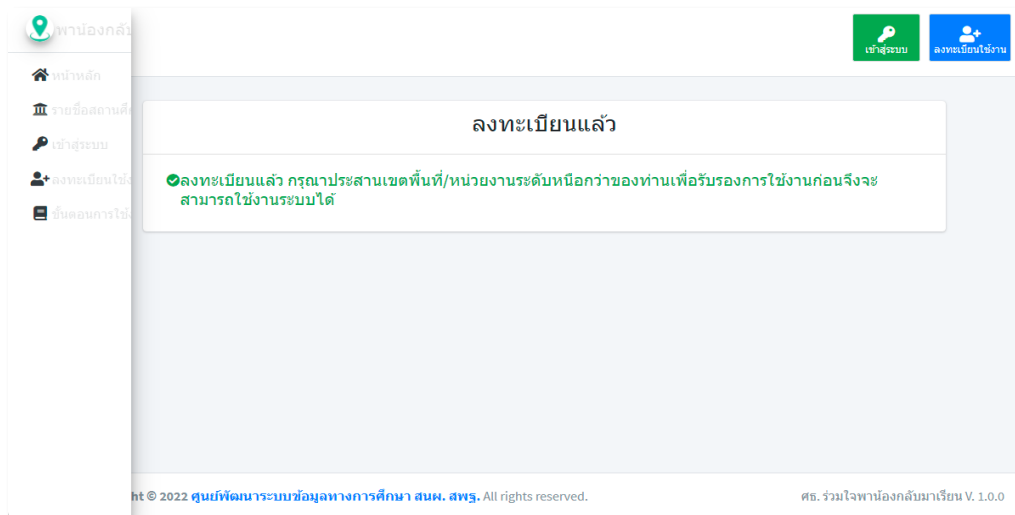 พาน้องกลับ
เข้าสู่ระบบ
ลงทะเบียนใช้งาน
หน้าหลัก
รายชื่อสถานศึ
เข้าสู่ระบบ
ลงทะเบียนใช้ง
ขั้นตอนการใช้ง
ลงทะเบียนแล้ว
ลงทะเบียนแล้ว กรุณาประสานเขตพื้นที่/หน่วยงานระดับหนือกว่าของท่านเพื่อรับรองการใช้งานก่อนจึงจะ
สามารถใช้งานระบบได้
ht © 2022 ศูนย์พัฒนาระบบข้อมูลทางการศึกษา สนผ. สพฐ. All rights reserved.
ศธ. ร่วมใจพาน้องกลับมาเรียน V. 1.0.0